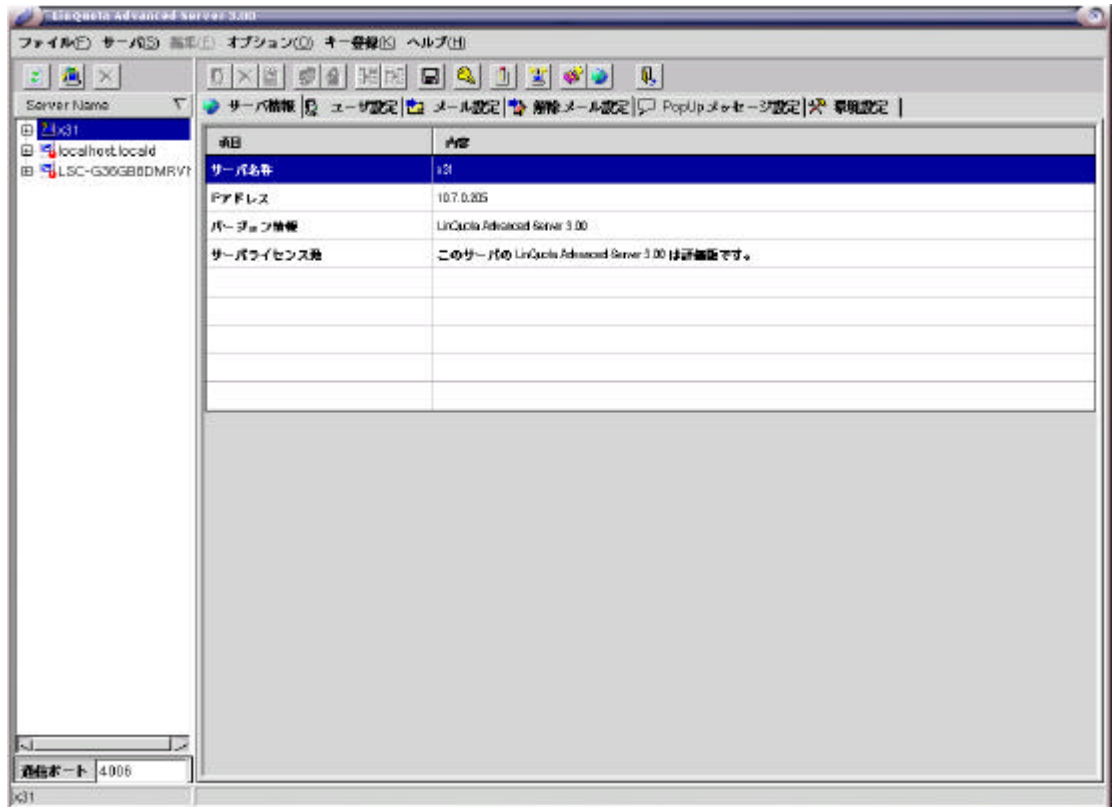 LinQuota Advanced Server 3.00
ファイル(F) サーバ(S) 編集(E) オプション(O) キー登録(K) ヘルプ(H)
Server Name
サーバ情報 ユーザ設定 メール設定 解除メール設定 PopUpメッセージ設定 環境設定
x31
localhost.locald
項目 内容
サーバ名称 x31
IPアドレス 10.7.0.205
バージョン情報 LinQuota Advanced Server 3.00
サーバライセンス数 このサーバの LinQuota Advanced Server 3.00 は評価版です。
通信ポート 4006
x31